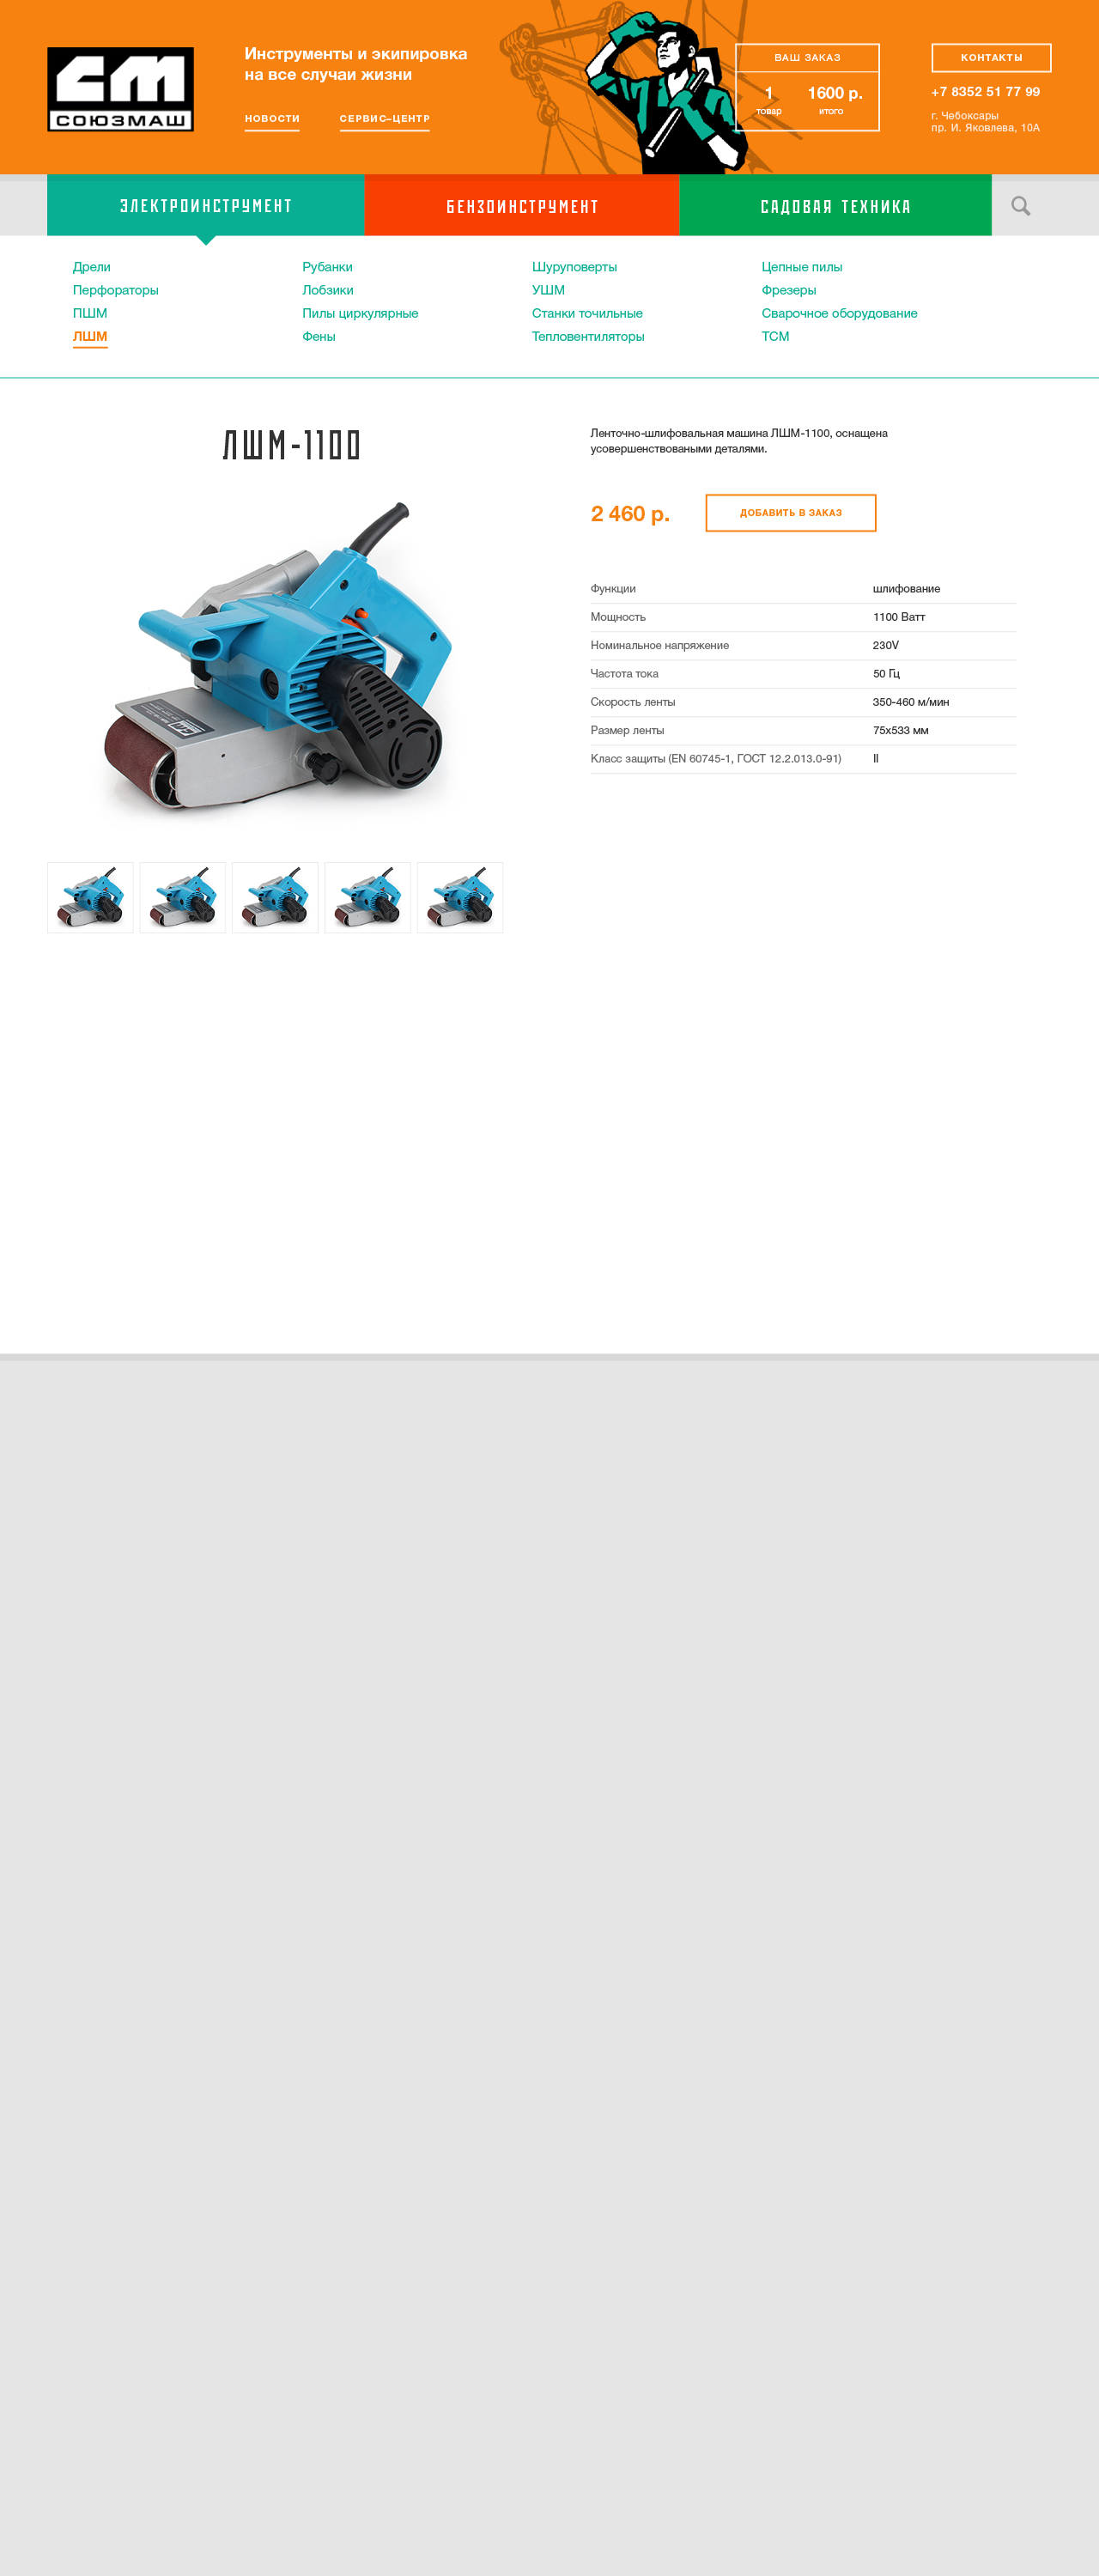 СМ
СОЮЗМАШ
Инструменты и экипировка
на все случаи жизни
НОВОСТИ
СЕРВИС-ЦЕНТР
ВАШ ЗАКАЗ
1
товар
1600 р.
итого
КОНТАКТЫ
+7 8352 51 77 99
г. Чебоксары
пр. И. Яковлева, 10А
ЭЛЕКТРОИНСТРУМЕНТ
БЕНЗОИНСТРУМЕНТ
САДОВАЯ ТЕХНИКА
Дрели
Перфораторы
ПШМ
ЛШМ
Рубанки
Лобзики
Пилы циркулярные
Фены
Шуруповерты
УШМ
Станки точильные
Тепловентиляторы
Цепные пилы
Фрезеры
Сварочное оборудование
ТСМ
ЛШМ-1100
Ленточно-шлифовальная машина ЛШМ-1100, оснащена
усовершенствоваными деталями.
2 460 р.
ДОБАВИТЬ В ЗАКАЗ
Функции шлифование
Мощность 1100 Ватт
Номинальное напряжение 230V
Частота тока 50 Гц
Скорость ленты 350-460 м/мин
Размер ленты 75х533 мм
Класс защиты (EN 60745-1, ГОСТ 12.2.013.0-91) II